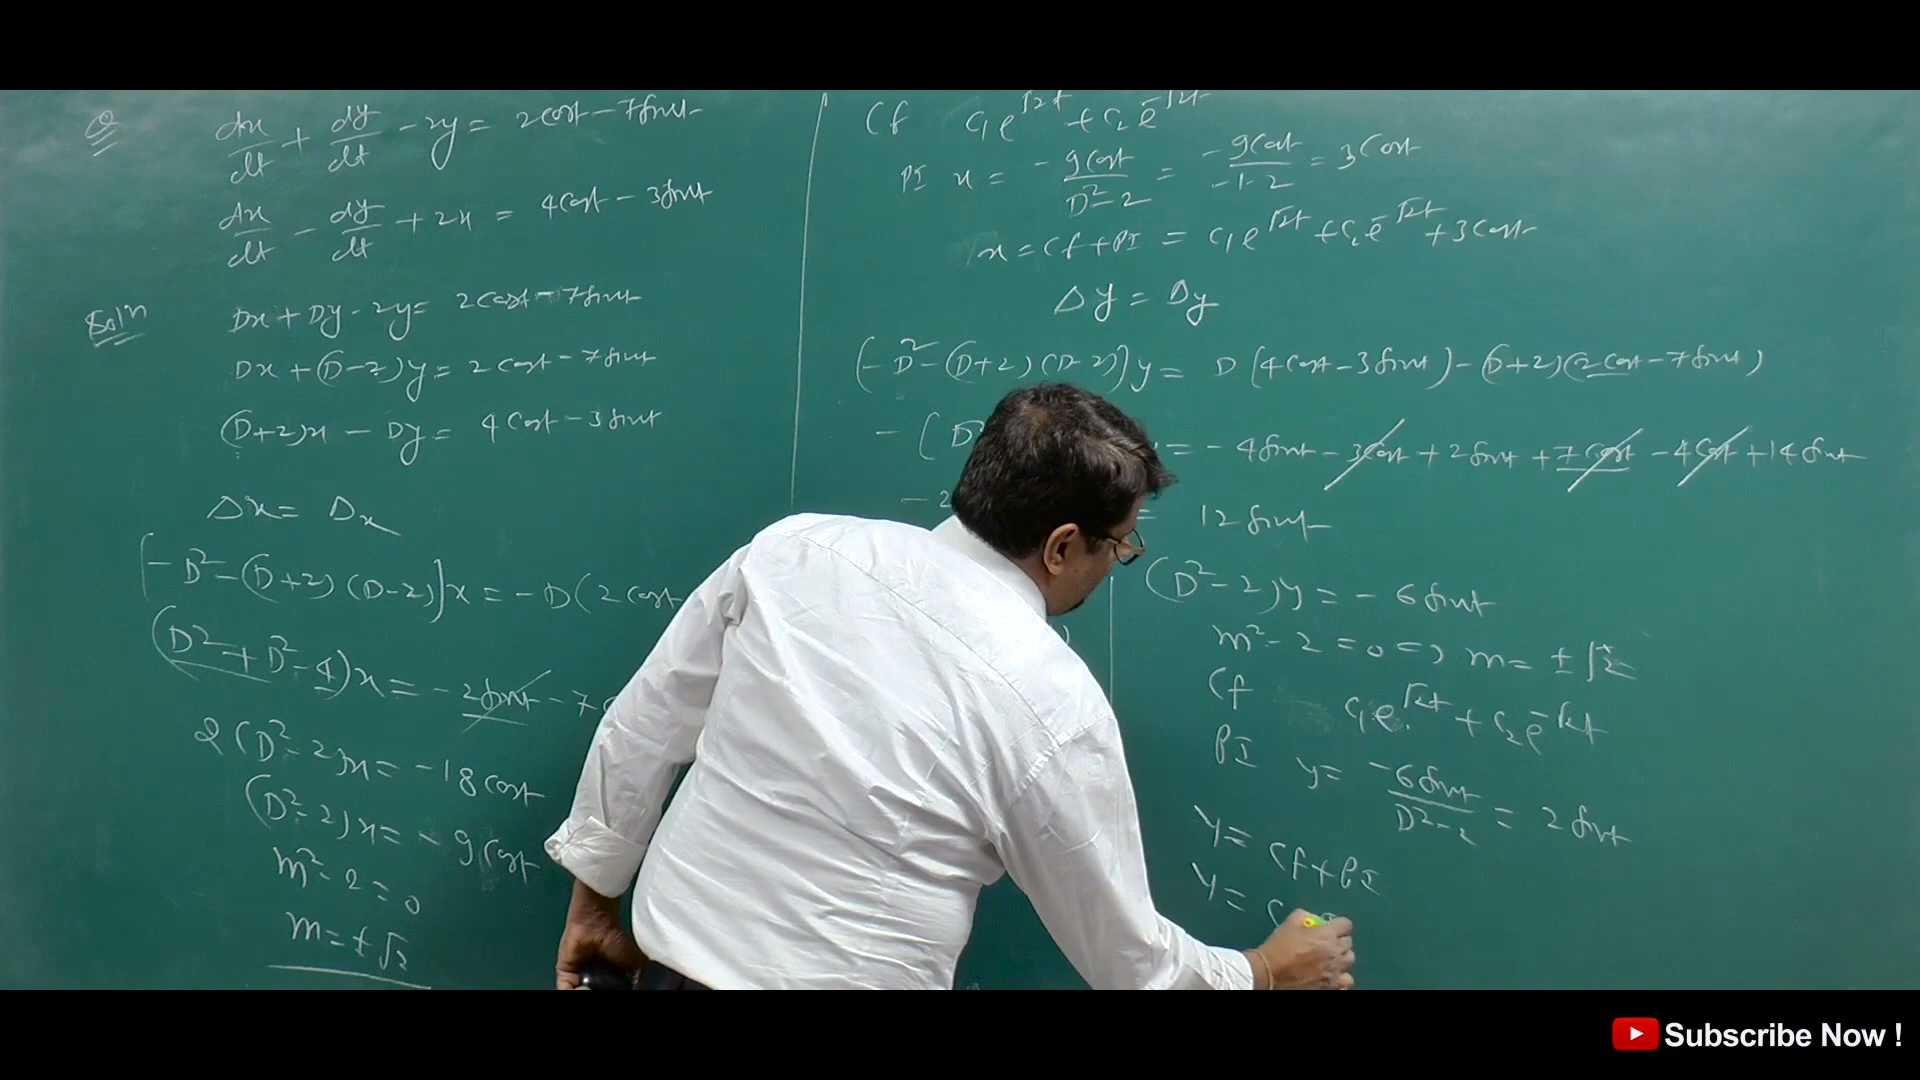 Q dx/dt + dy/dt - 2y = 2cost - 7sint
dx/dt - dy/dt + 2x = 4cost - 3sint
Sol'n Dx + Dy - 2y = 2cost - 7sint
Dx + (D-2)y = 2cost - 7sint
(D+2)x - Dy = 4cost - 3sint
Δx = Dx
[-D² - (D+2)(D-2)]x = -D(2cost
(D² + D² - 4)x = -2sint - 7
2(D² - 2)x = -18cost
(D² - 2)x = -9cost
m² - 2 = 0
m = ±√2
Cf c₁e^√2t + c₂e^-√2t
PI x = -9cost/D²-2 = -9cost/-1-2 = 3cost
x = Cf + PI = c₁e^√2t + c₂e^-√2t + 3cost
Δy = Dy
[-D² - (D+2)(D-2)]y = D(4cost - 3sint) - (D+2)(2cost - 7sint)
-(D = -4sint - 3cost + 2sint + 7cost - 4cost + 14sint
-2 = 12sint
(D² - 2)y = -6sint
m² - 2 = 0 => m = ±√2
Cf c₁e^√2t + c₂e^-√2t
PI y = -6sint/D²-2 = 2sint
y = Cf + PI
y = c
Subscribe Now !